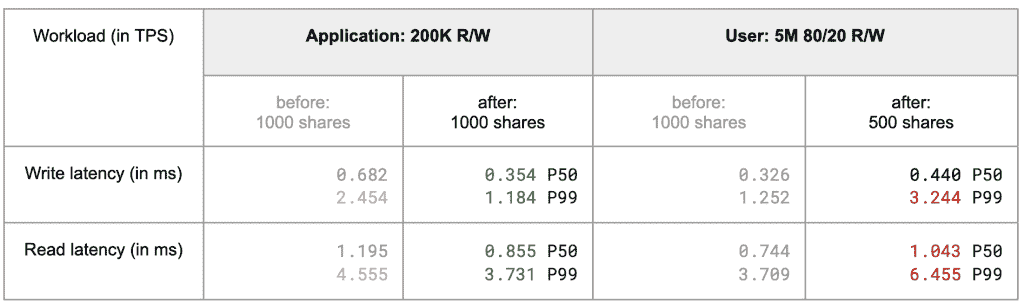 Workload (in TPS) Application: 200K R/W User: 5M 80/20 R/W
before: after: before: after:
1000 shares 1000 shares 1000 shares 500 shares
Write latency (in ms) 0.682 0.354 P50 0.326 0.440 P50
2.454 1.184 P99 1.252 3.244 P99
Read latency (in ms) 1.195 0.855 P50 0.744 1.043 P50
4.555 3.731 P99 3.709 6.455 P99